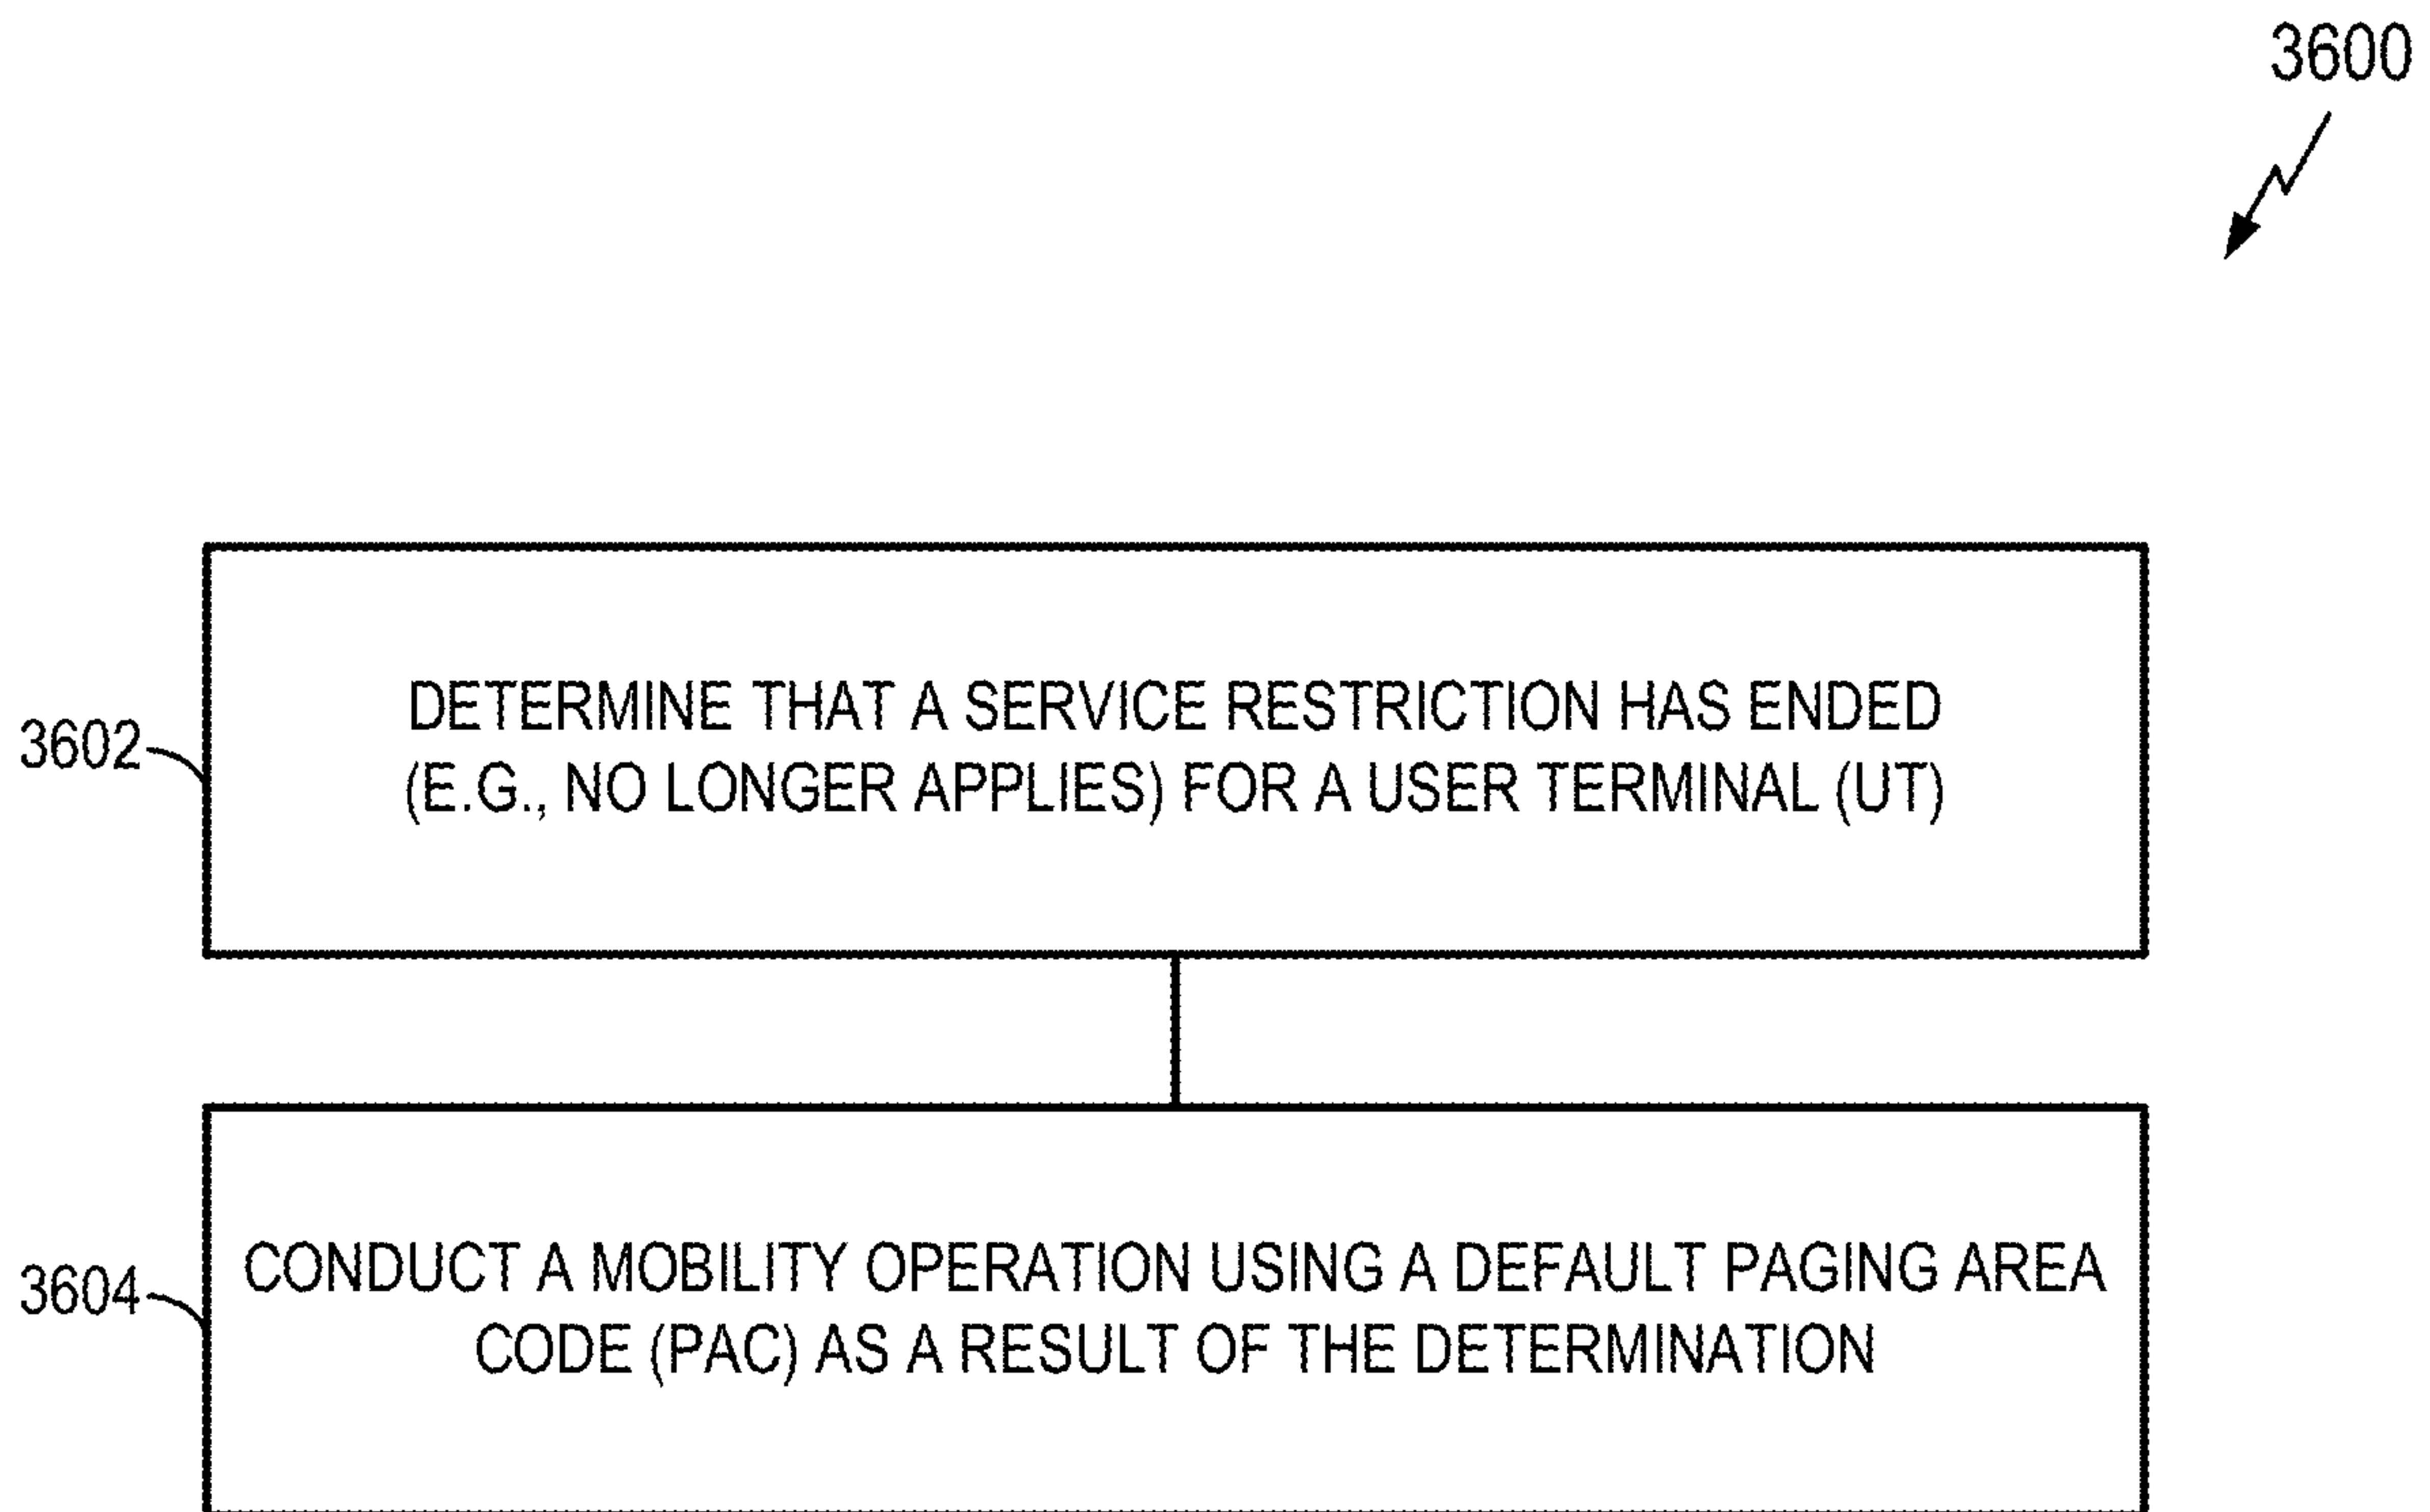 3600
3602
DETERMINE THAT A SERVICE RESTRICTION HAS ENDED
(E.G., NO LONGER APPLIES) FOR A USER TERMINAL (UT)
3604
CONDUCT A MOBILITY OPERATION USING A DEFAULT PAGING AREA
CODE (PAC) AS A RESULT OF THE DETERMINATION